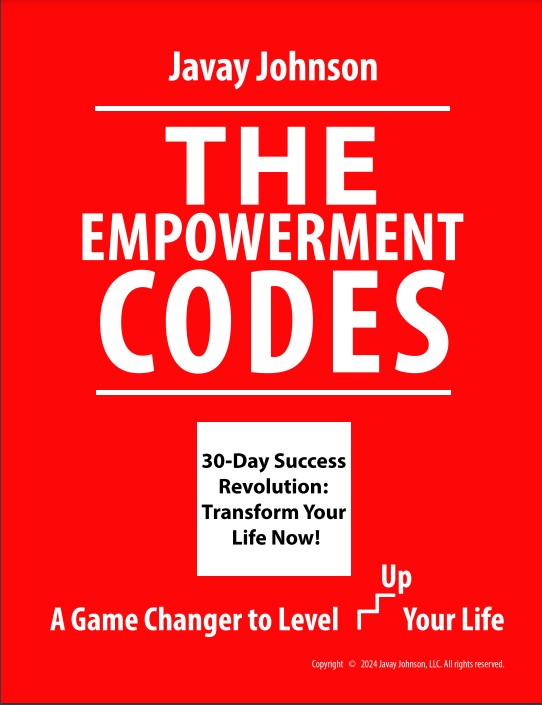 Javay Johnson
THE
EMPOWERMENT
CODES
30-Day Success
Revolution:
Transform Your
Life Now!
A Game Changer to Level Up Your Life
Copyright © 2024 Javay Johnson, LLC. All rights reserved.